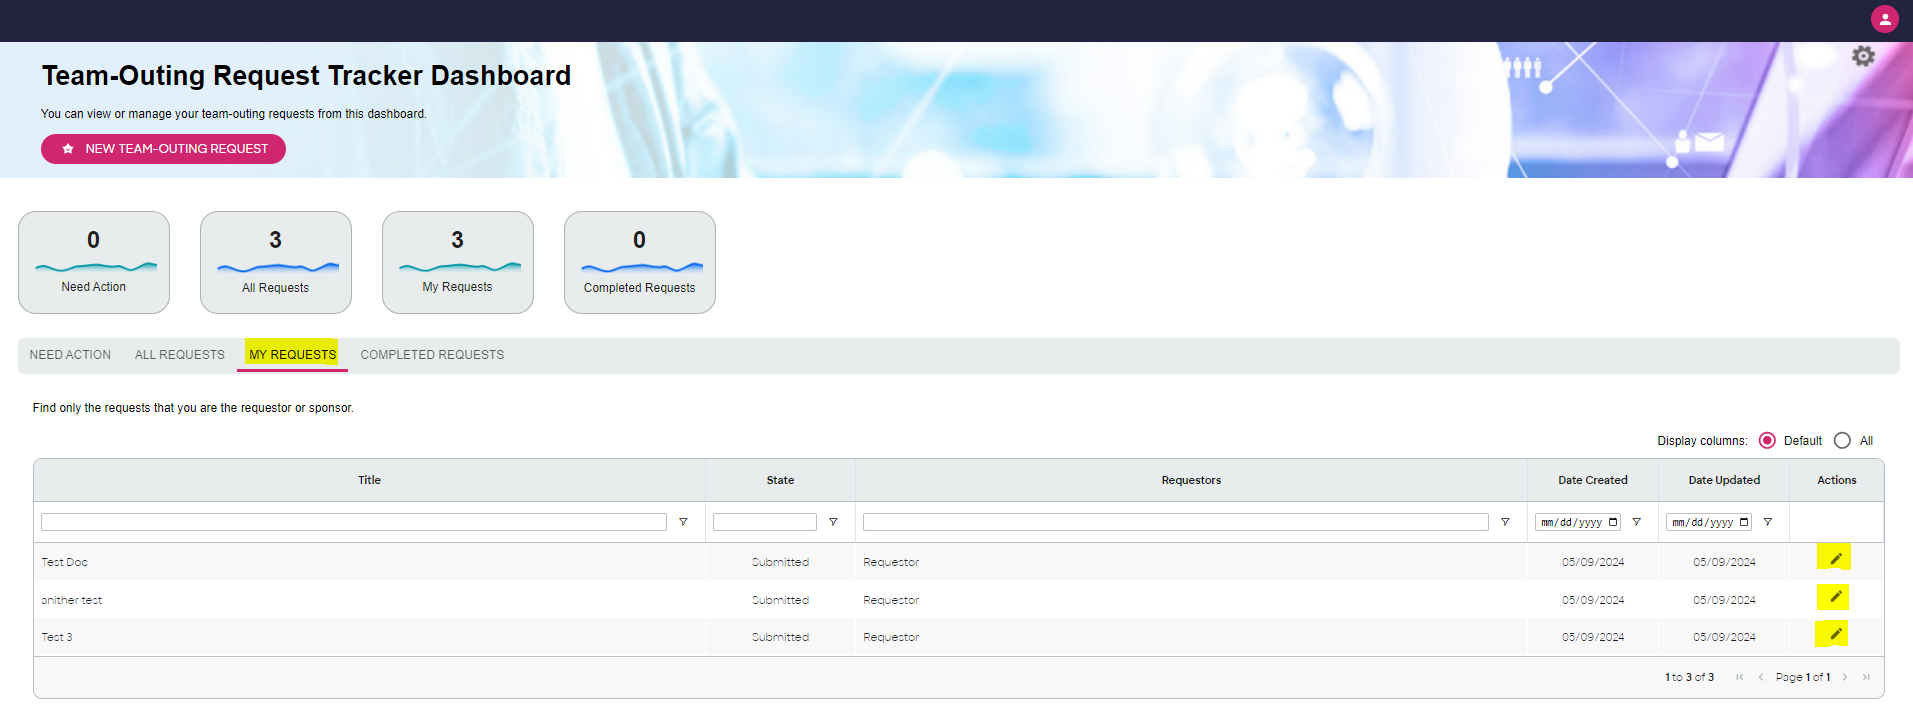 Team-Outing Request Tracker Dashboard
You can view or manage your team-outing requests from this dashboard.
NEW TEAM-OUTING REQUEST
0 3 3 0
Need Action All Requests My Requests Completed Requests
NEED ACTION ALL REQUESTS MY REQUESTS COMPLETED REQUESTS
Find only the requests that you are the requestor or sponsor.
Display columns: Default All
Title State Requestors Date Created Date Updated Actions
mm/dd/yyyy mm/dd/yyyy
Test Doc Submitted Requestor 05/09/2024 05/09/2024
anither test Submitted Requestor 05/09/2024 05/09/2024
Test 3 Submitted Requestor 05/09/2024 05/09/2024
1 to 3 of 3 Page 1 of 1